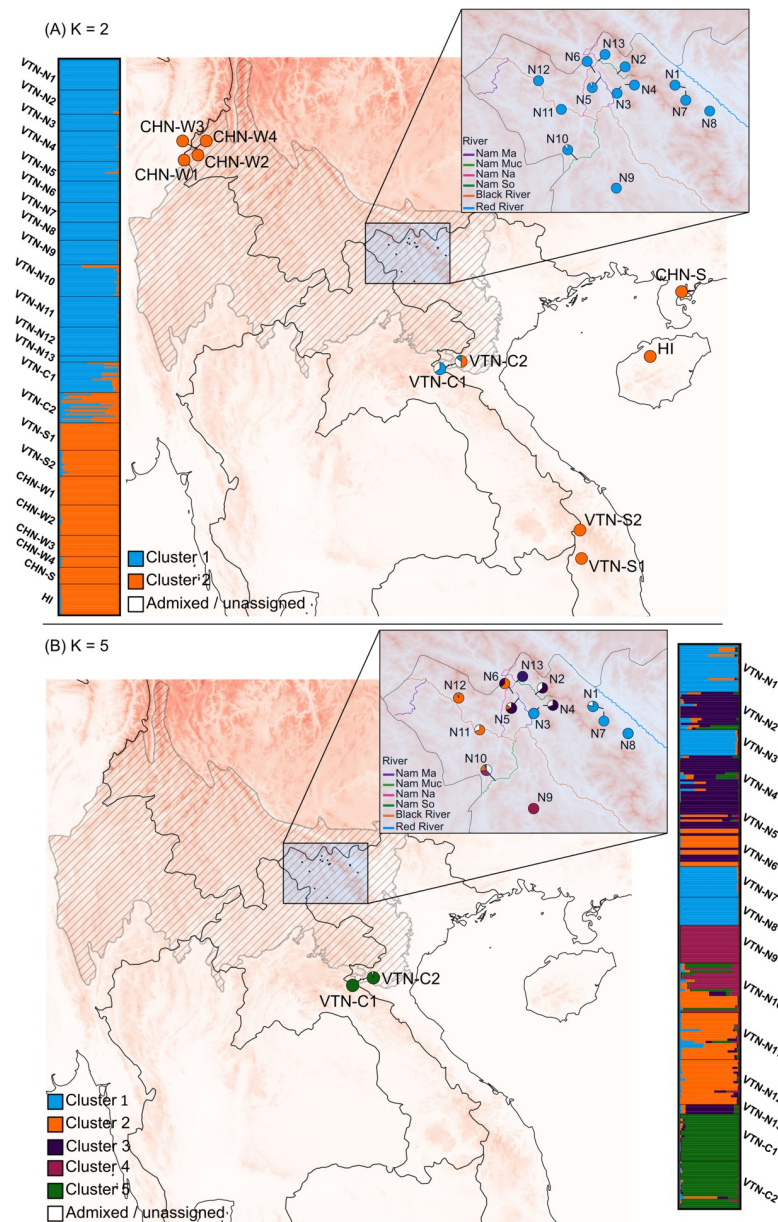 (A) K = 2
VTN-N1
VTN-N2
VTN-N3
VTN-N4
VTN-N5
VTN-N6
VTN-N7
VTN-N8
VTN-N9
VTN-N10
VTN-N11
VTN-N12
VTN-N13
VTN-C1
VTN-C2
VTN-S1
VTN-S2
CHN-W1
CHN-W2
CHN-W3
CHN-W4
CHN-S
HI
CHN-W3
CHN-W4
CHN-W2
CHN-W1
N6
N13
N2
N12
N1
N5
N3
N4
N7
N8
N11
N10
N9
River
Nam Ma
Nam Muc
Nam Na
Nam So
Black River
Red River
CHN-S
HI
VTN-C2
VTN-C1
VTN-S2
VTN-S1
Cluster 1
Cluster 2
Admixed / unassigned
(B) K = 5
N6
N13
N2
N12
N1
N5
N3
N4
N7
N8
N11
N10
N9
River
Nam Ma
Nam Muc
Nam Na
Nam So
Black River
Red River
VTN-C2
VTN-C1
Cluster 1
Cluster 2
Cluster 3
Cluster 4
Cluster 5
Admixed / unassigned
VTN-N1
VTN-N2
VTN-N3
VTN-N4
VTN-N5
VTN-N6
VTN-N7
VTN-N8
VTN-N9
VTN-C1
VTN-C2